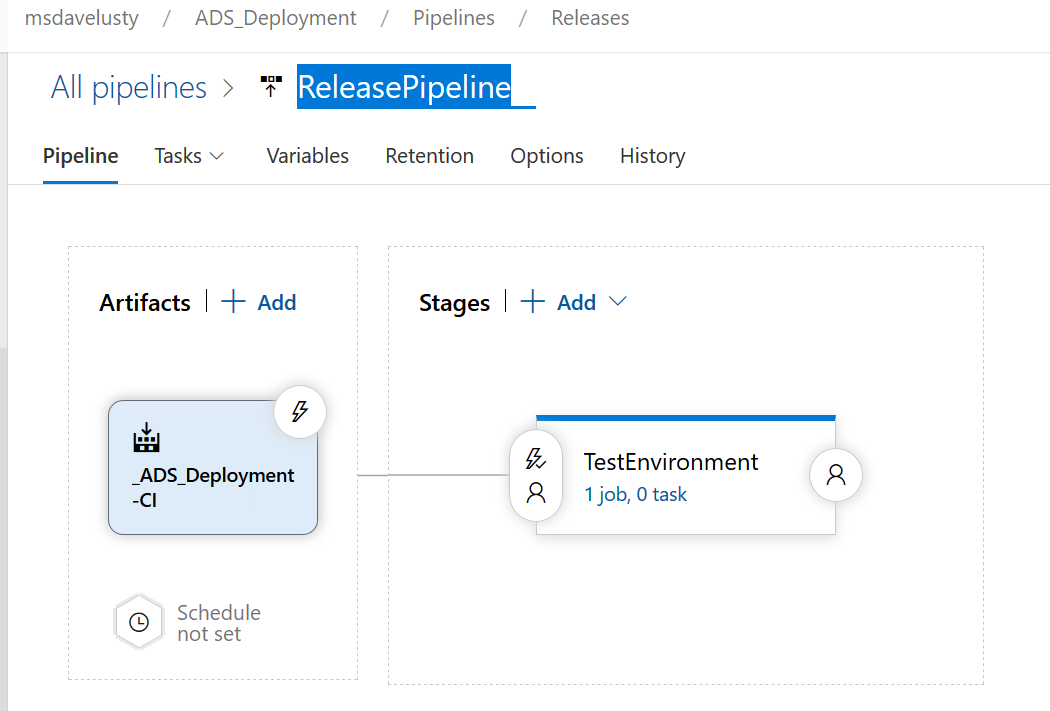 msdavelusty / ADS_Deployment / Pipelines / Releases
All pipelines > ReleasePipeline
Pipeline Tasks Variables Retention Options History
Artifacts | + Add
Stages | + Add
_ADS_Deployment
-CI
TestEnvironment
1 job, 0 task
Schedule
not set